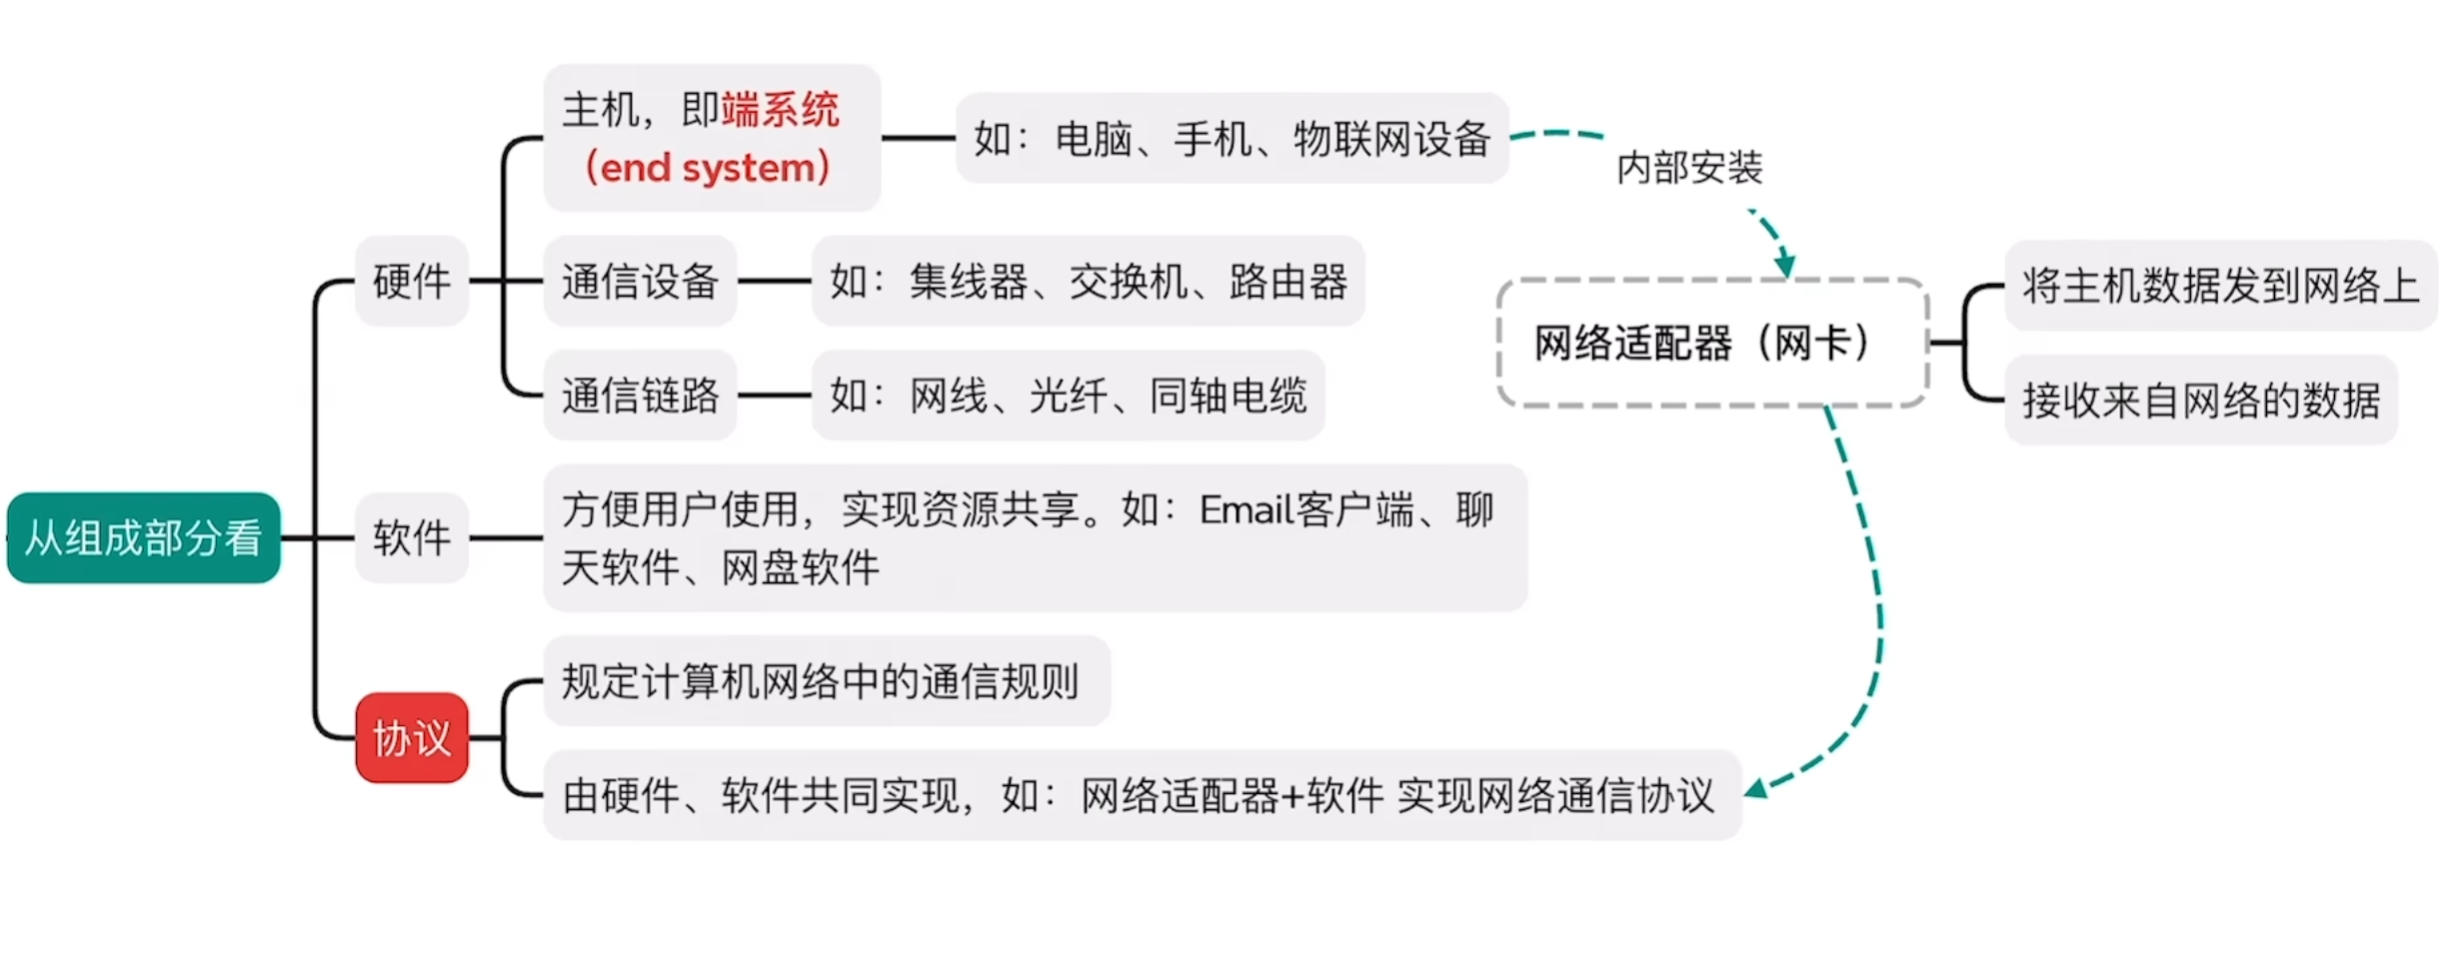 从组成部分看
硬件
主机，即端系统
（end system）
如：电脑、手机、物联网设备
内部安装
网络适配器（网卡）
将主机数据发到网络上
接收来自网络的数据
通信设备
如：集线器、交换机、路由器
通信链路
如：网线、光纤、同轴电缆
软件
方便用户使用，实现资源共享。如：Email客户端、聊
天软件、网盘软件
协议
规定计算机网络中的通信规则
由硬件、软件共同实现，如：网络适配器+软件 实现网络通信协议